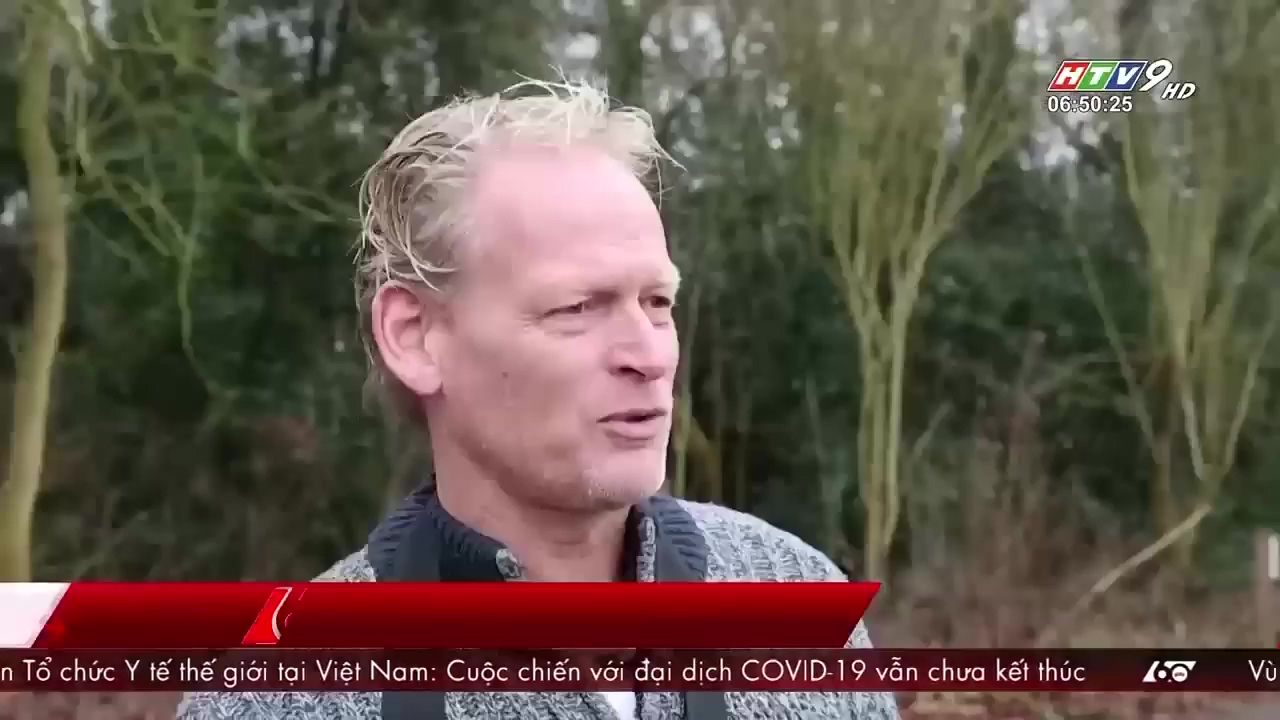 HTV9 HD
06:50:25
n Tổ chức Y tế thế giới tại Việt Nam: Cuộc chiến với đại dịch COVID-19 vẫn chưa kết thúc 60 Vù